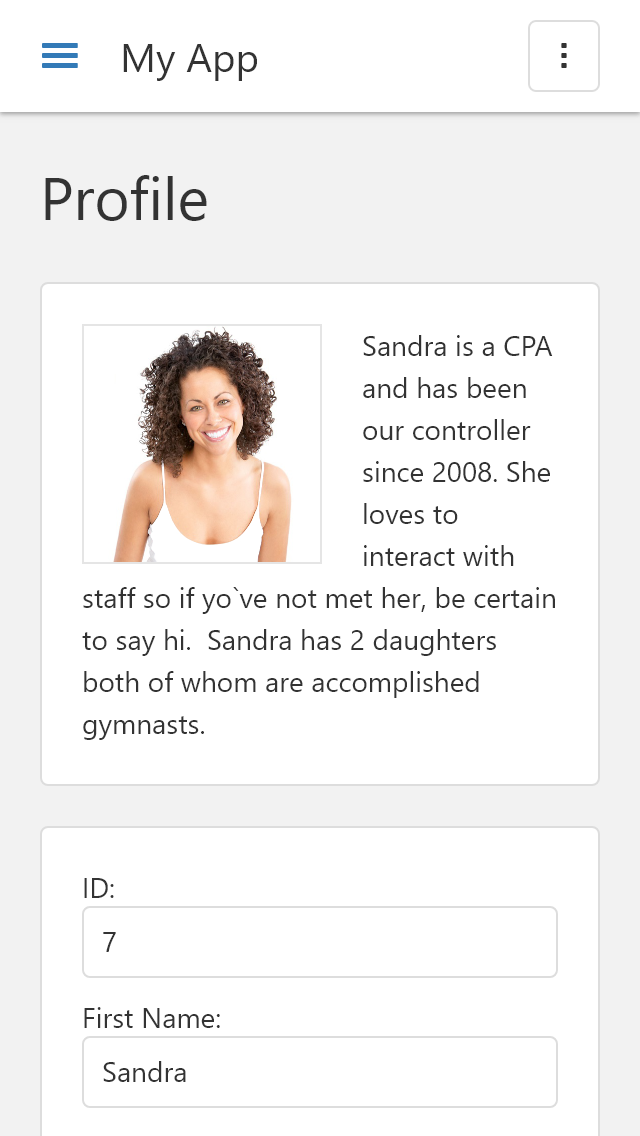 My App
Profile
Sandra is a CPA
and has been
our controller
since 2008. She
loves to
interact with
staff so if yo`ve not met her, be certain
to say hi.  Sandra has 2 daughters
both of whom are accomplished
gymnasts.
ID:
7
First Name:
Sandra